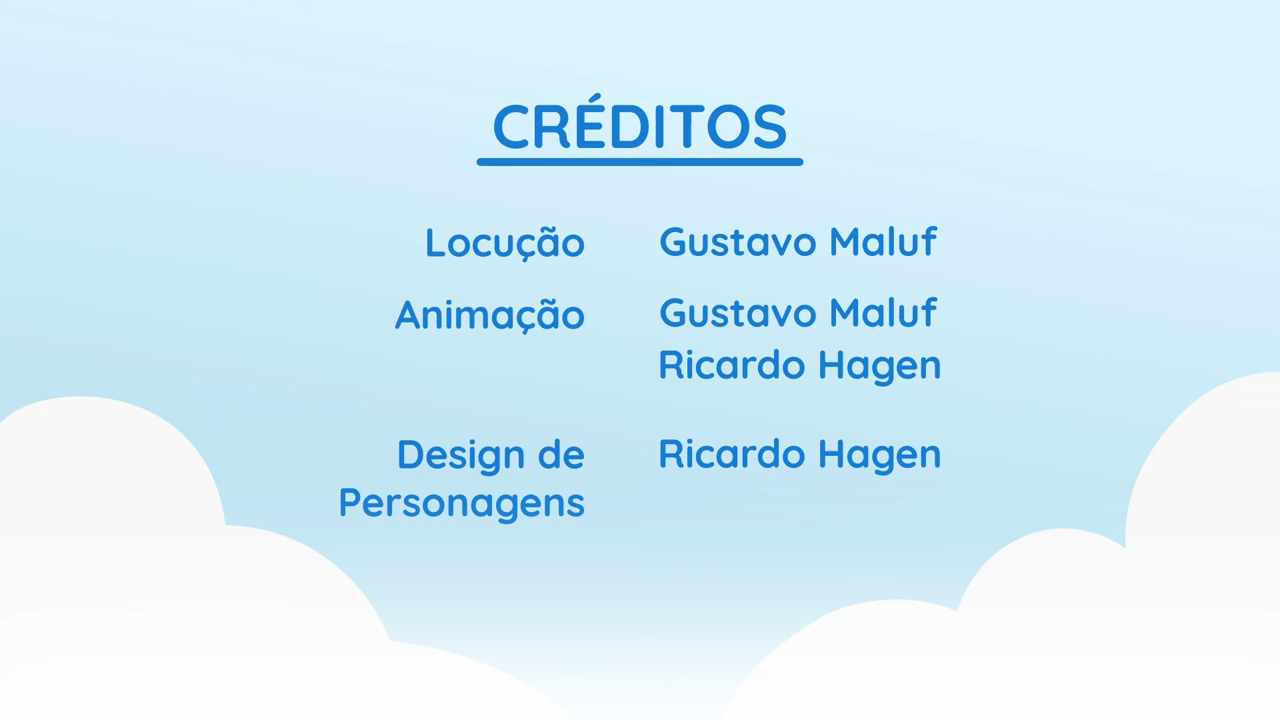 CRÉDITOS
Locução Gustavo Maluf
Animação Gustavo Maluf
Ricardo Hagen
Design de Ricardo Hagen
Personagens